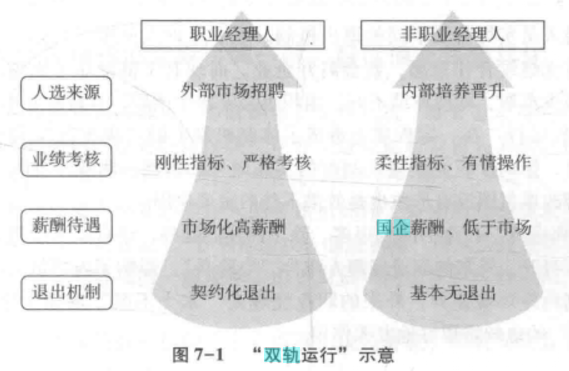 职业经理人 非职业经理人
人选来源 外部市场招聘 内部培养晋升
业绩考核 刚性指标、严格考核 柔性指标、有情操作
薪酬待遇 市场化高薪酬 国企薪酬、低于市场
退出机制 契约化退出 基本无退出
图7-1 “双轨运行”示意